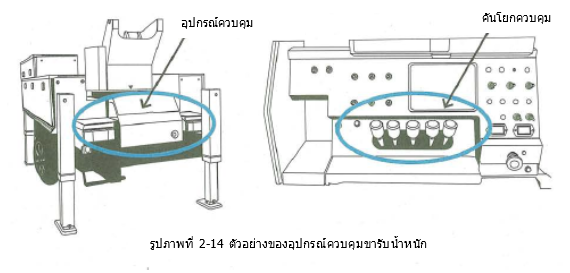 อุปกรณ์ควบคุม
คันโยกควบคุม
รูปภาพที่ 2-14 ตัวอย่างของอุปกรณ์ควบคุมขารับน้ำหนัก